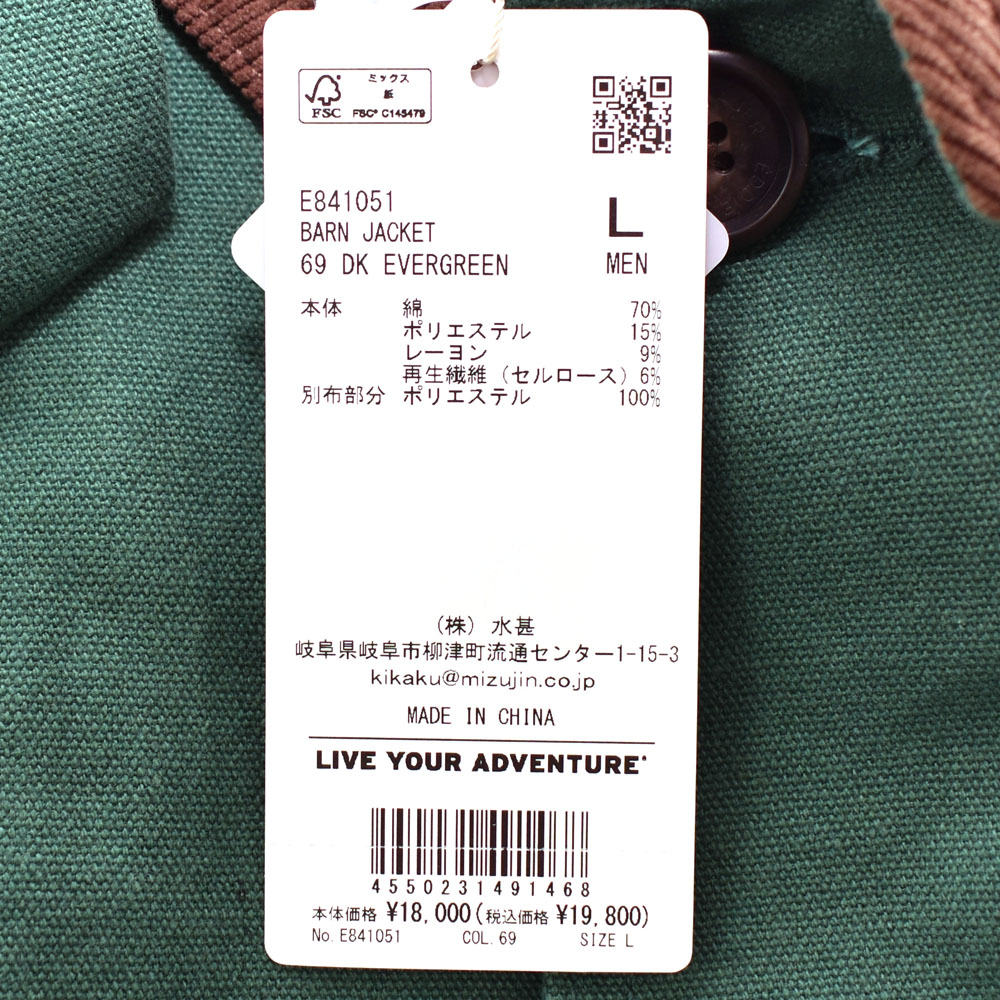 ミックス
紙
FSC
FSC® C145479
E841051
BARN JACKET
L
69 DK EVERGREEN
MEN
本体 綿 70%
ポリエステル 15%
レーヨン 9%
再生繊維（セルロース）6%
別布部分 ポリエステル 100%
（株）水甚
岐阜県岐阜市柳津町流通センター1-15-3
kikaku@mizujin.co.jp
MADE IN CHINA
LIVE YOUR ADVENTURE®
4550231491468
本体価格 ¥18,000(税込価格 ¥19,800)
No. E841051 COL. 69 SIZE L